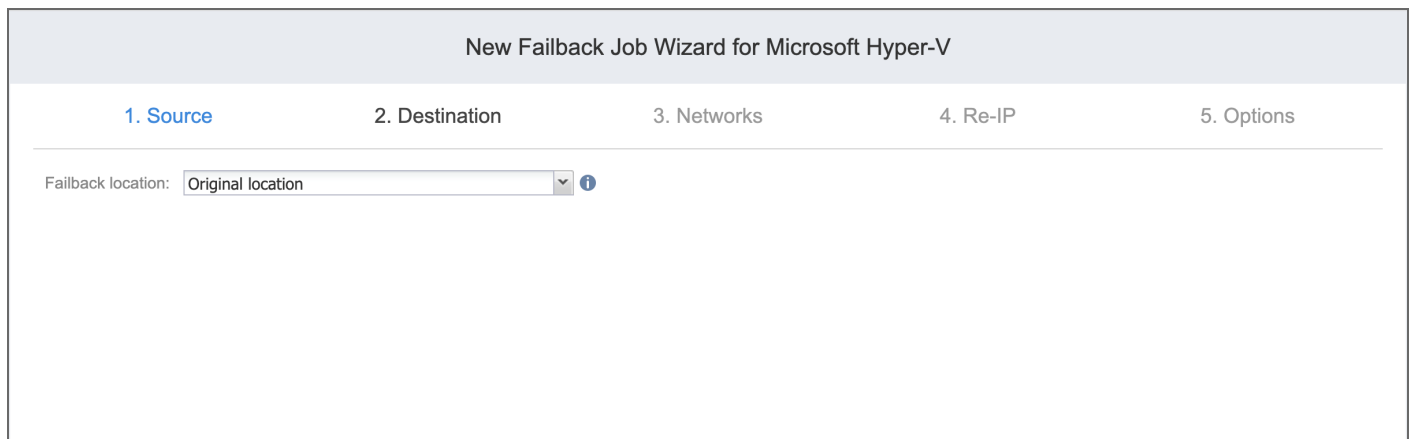 New Failback Job Wizard for Microsoft Hyper-V
1. Source 2. Destination 3. Networks 4. Re-IP 5. Options
Failback location: Original location